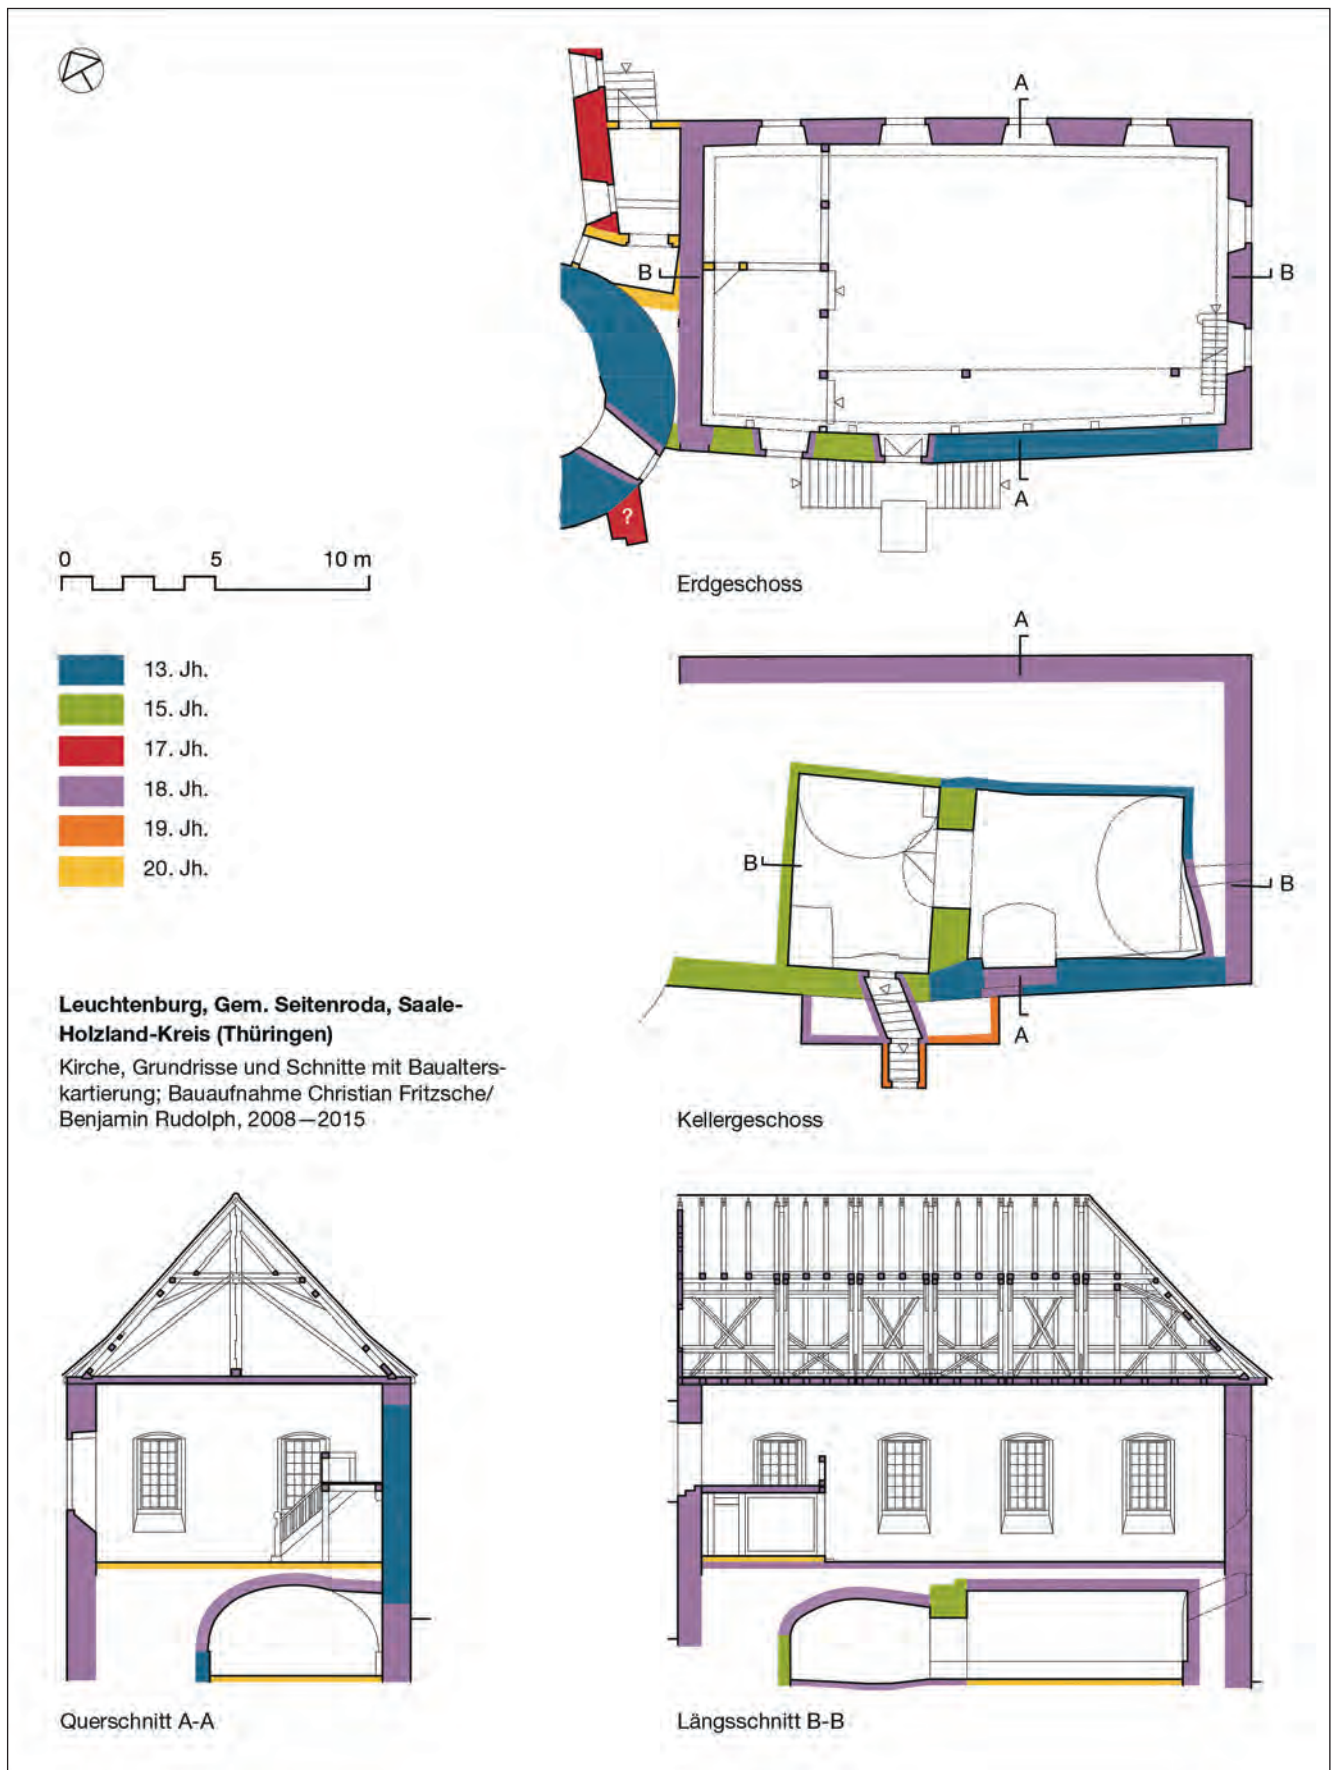 A
B
B
?
A
Erdgeschoss
0 5 10 m
13. Jh.
15. Jh.
17. Jh.
18. Jh.
19. Jh.
20. Jh.
A
B
B
A
Kellergeschoss
Leuchtenburg, Gem. Seitenroda, Saale-
Holzland-Kreis (Thüringen)
Kirche, Grundrisse und Schnitte mit Baualters-
kartierung; Bauaufnahme Christian Fritzsche/
Benjamin Rudolph, 2008—2015
Querschnitt A-A
Längsschnitt B-B